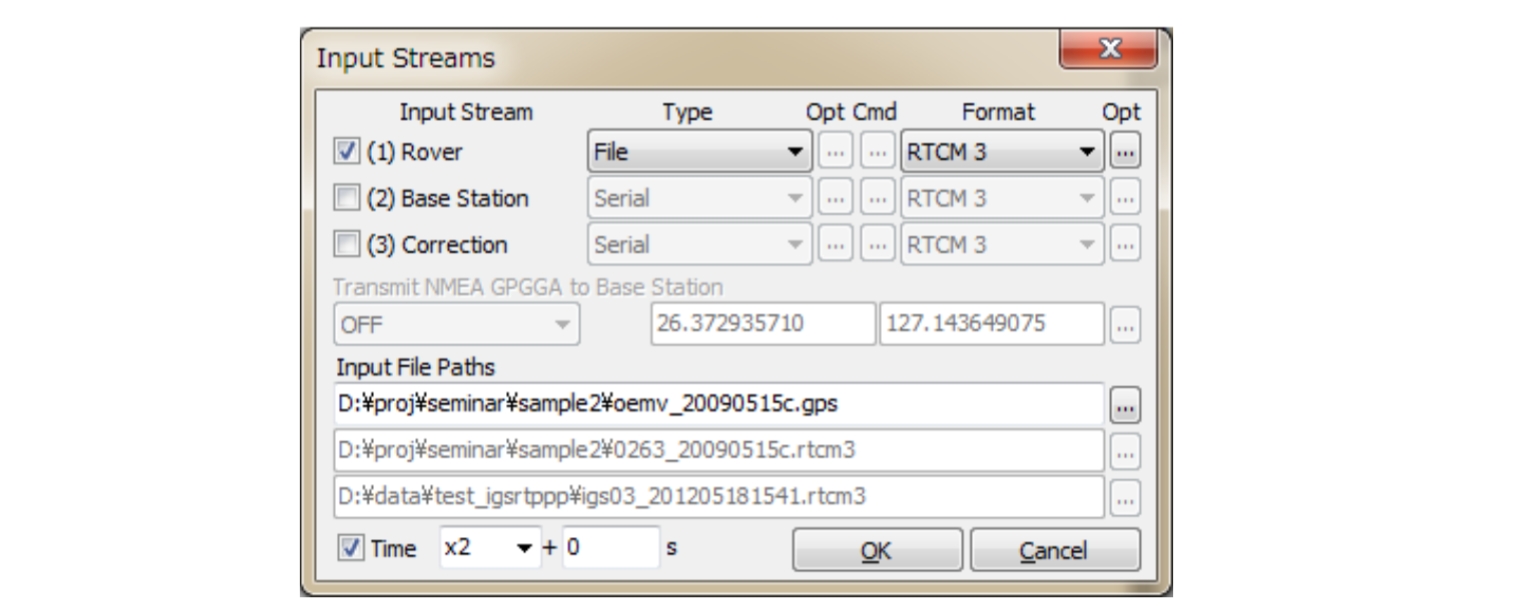 Input Streams
Input Stream Type Opt Cmd Format Opt
(1) Rover File ... ... RTCM 3 ...
(2) Base Station Serial ... ... RTCM 3 ...
(3) Correction Serial ... ... RTCM 3 ...
Transmit NMEA GPGGA to Base Station
OFF 26.372935710 127.143649075 ...
Input File Paths
D:¥proj¥seminar¥sample2¥oemv_20090515c.gps ...
D:¥proj¥seminar¥sample2¥0263_20090515c.rtcm3 ...
D:¥data¥test_igsrtppp¥igs03_201205181541.rtcm3 ...
Time x2 + 0 s OK Cancel